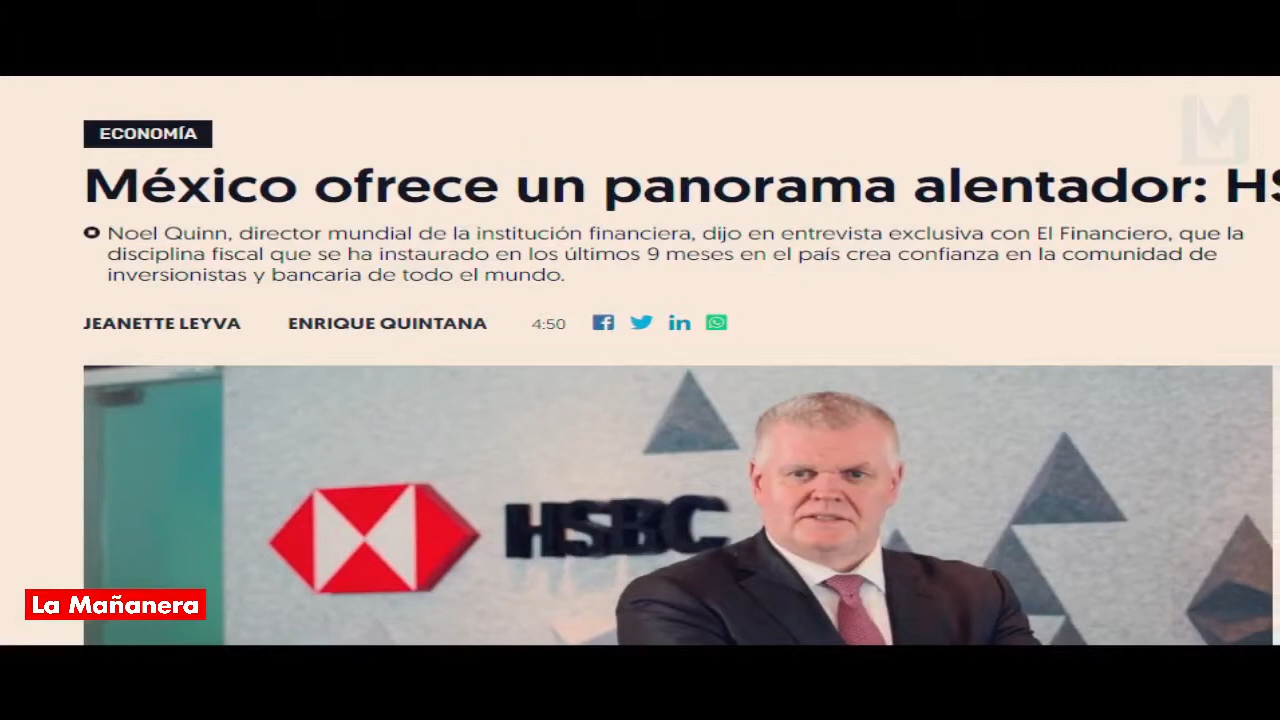 ECONOMÍA
México ofrece un panorama alentador: HS
Noel Quinn, director mundial de la institución financiera, dijo en entrevista exclusiva con El Financiero, que la
disciplina fiscal que se ha instaurado en los últimos 9 meses en el país crea confianza en la comunidad de
inversionistas y bancaria de todo el mundo.
JEANETTE LEYVA ENRIQUE QUINTANA 4:50
HSBC
La Mañanera